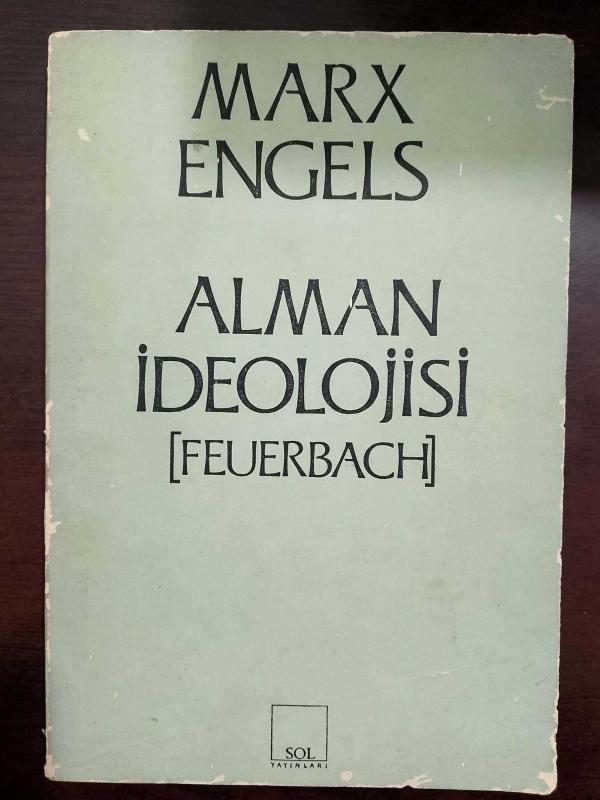 MARX
ENGELS
ALMAN
İDEOLOJİSİ
[FEUERBACH]
SOL
YAYINLARI